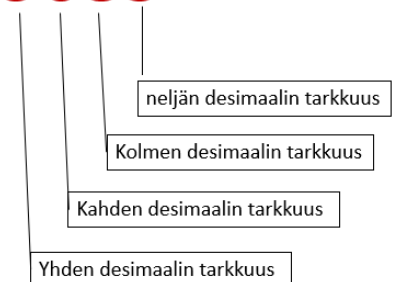 neljän desimaalin tarkkuus
Kolmen desimaalin tarkkuus
Kahden desimaalin tarkkuus
Yhden desimaalin tarkkuus